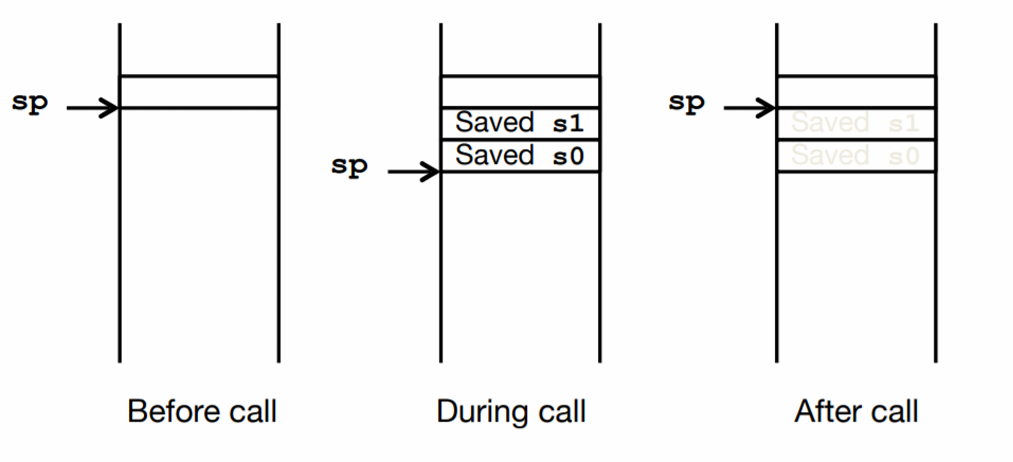 sp
Saved s1
Saved s0
sp
sp
Saved s1
Saved s0
Before call
During call
After call